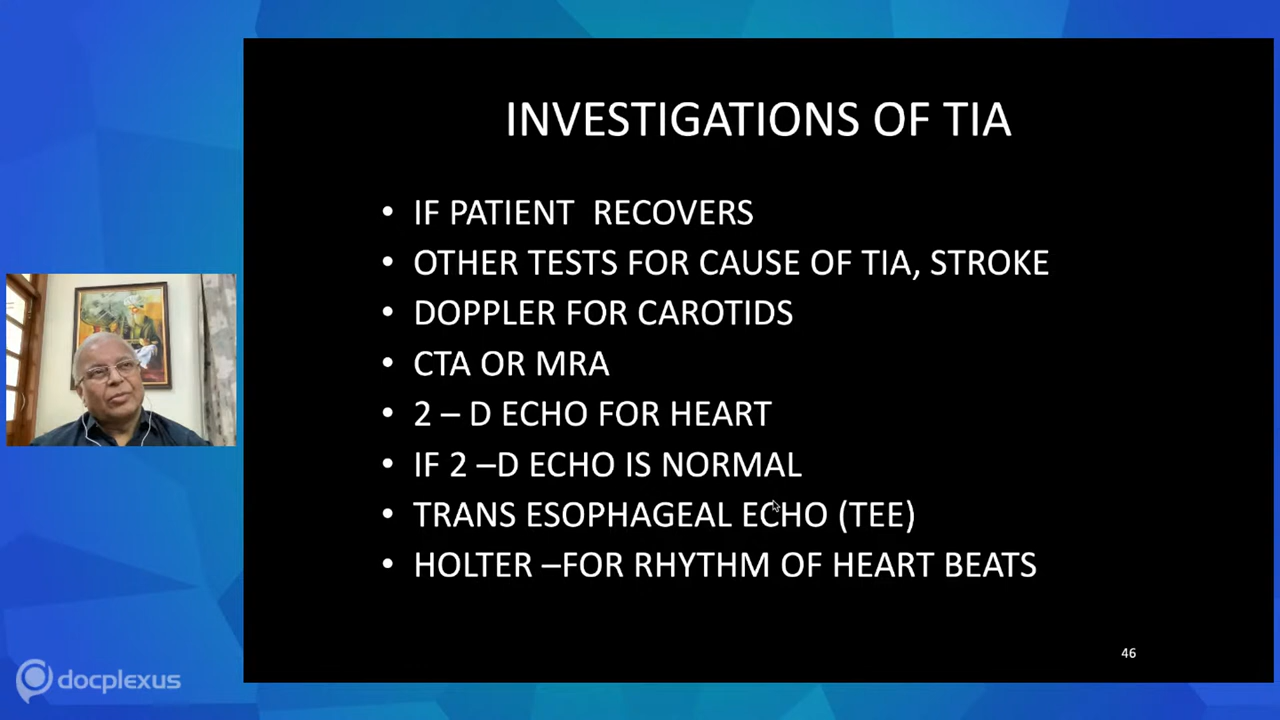 INVESTIGATIONS OF TIA
• IF PATIENT RECOVERS
• OTHER TESTS FOR CAUSE OF TIA, STROKE
• DOPPLER FOR CAROTIDS
• CTA OR MRA
• 2 – D ECHO FOR HEART
• IF 2 –D ECHO IS NORMAL
• TRANS ESOPHAGEAL ECHO (TEE)
• HOLTER –FOR RHYTHM OF HEART BEATS
46
docplexus